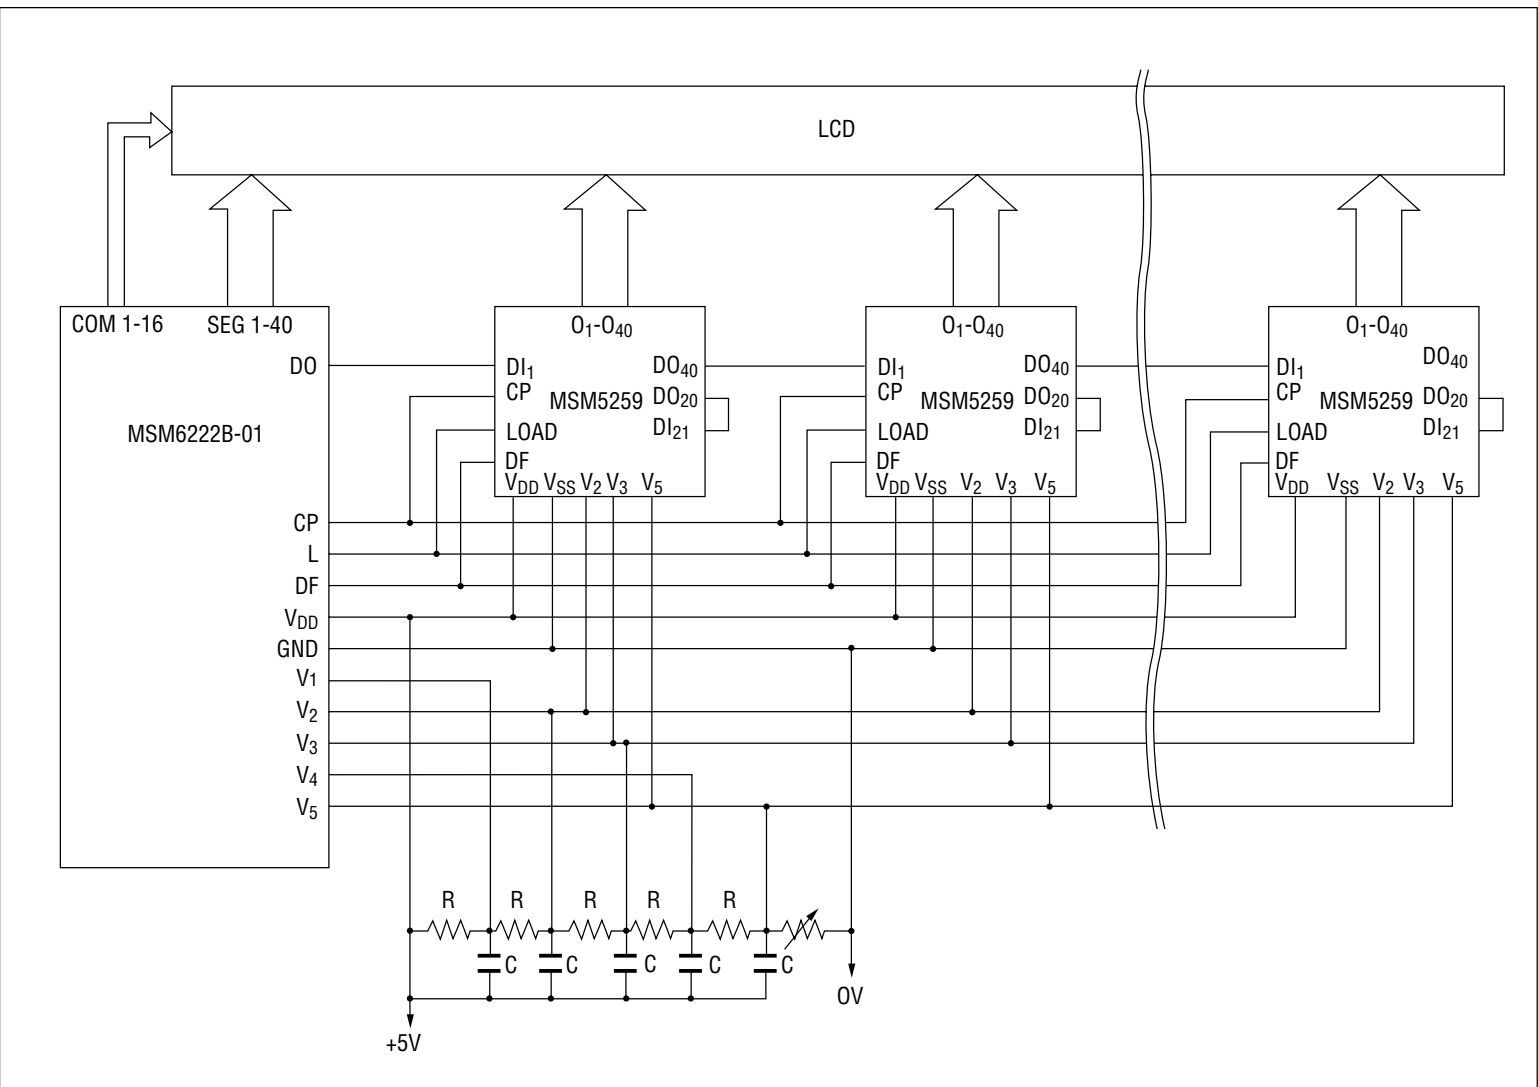 LCD
COM 1-16 SEG 1-40
O1-O40
O1-O40
O1-O40
DO
MSM6222B-01
CP
L
DF
VDD
GND
V1
V2
V3
V4
V5
DI1 DO40
CP
MSM5259 DO20
LOAD DI21
DF
VDD VSS V2 V3 V5
DI1 DO40
CP
MSM5259 DO20
LOAD DI21
DF
VDD VSS V2 V3 V5
DI1 DO40
CP
MSM5259 DO20
LOAD DI21
DF
VDD VSS V2 V3 V5
R R R R R
C C C C C
0V
+5V